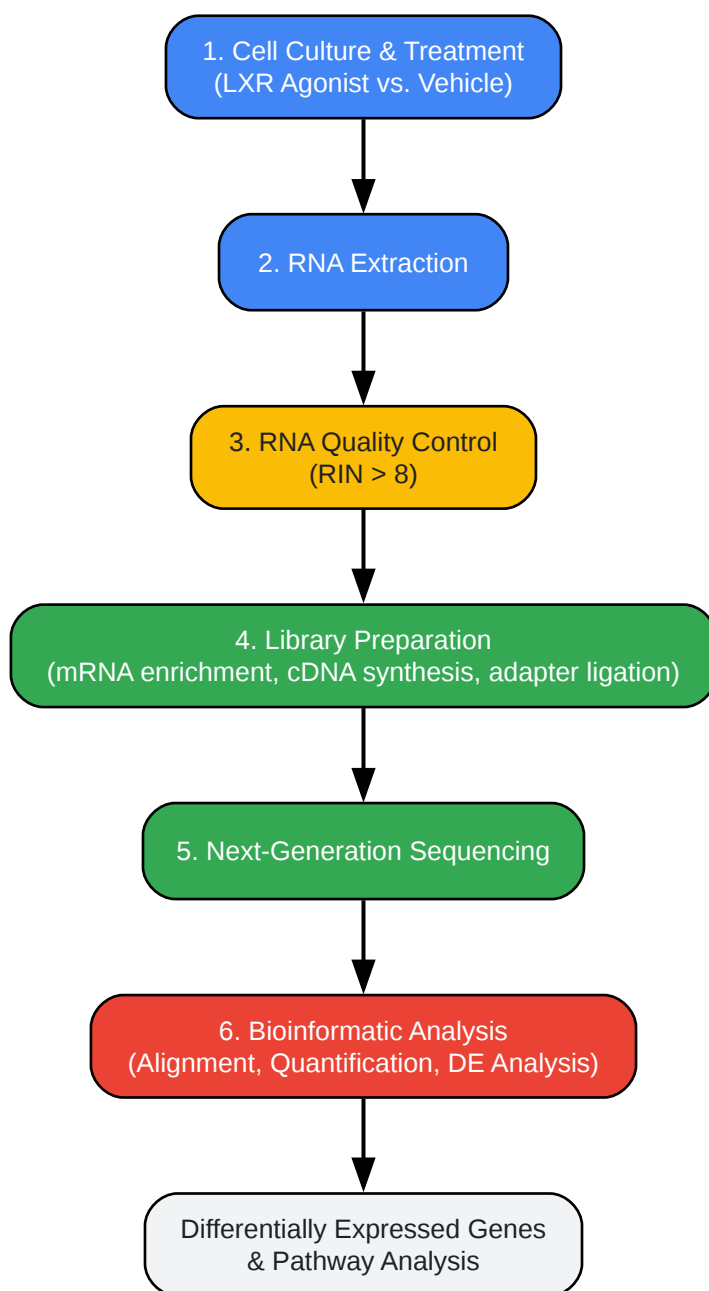 1. Cell Culture & Treatment
(LXR Agonist vs. Vehicle)
2. RNA Extraction
3. RNA Quality Control
(RIN > 8)
4. Library Preparation
(mRNA enrichment, cDNA synthesis, adapter ligation)
5. Next-Generation Sequencing
6. Bioinformatic Analysis
(Alignment, Quantification, DE Analysis)
Differentially Expressed Genes
& Pathway Analysis